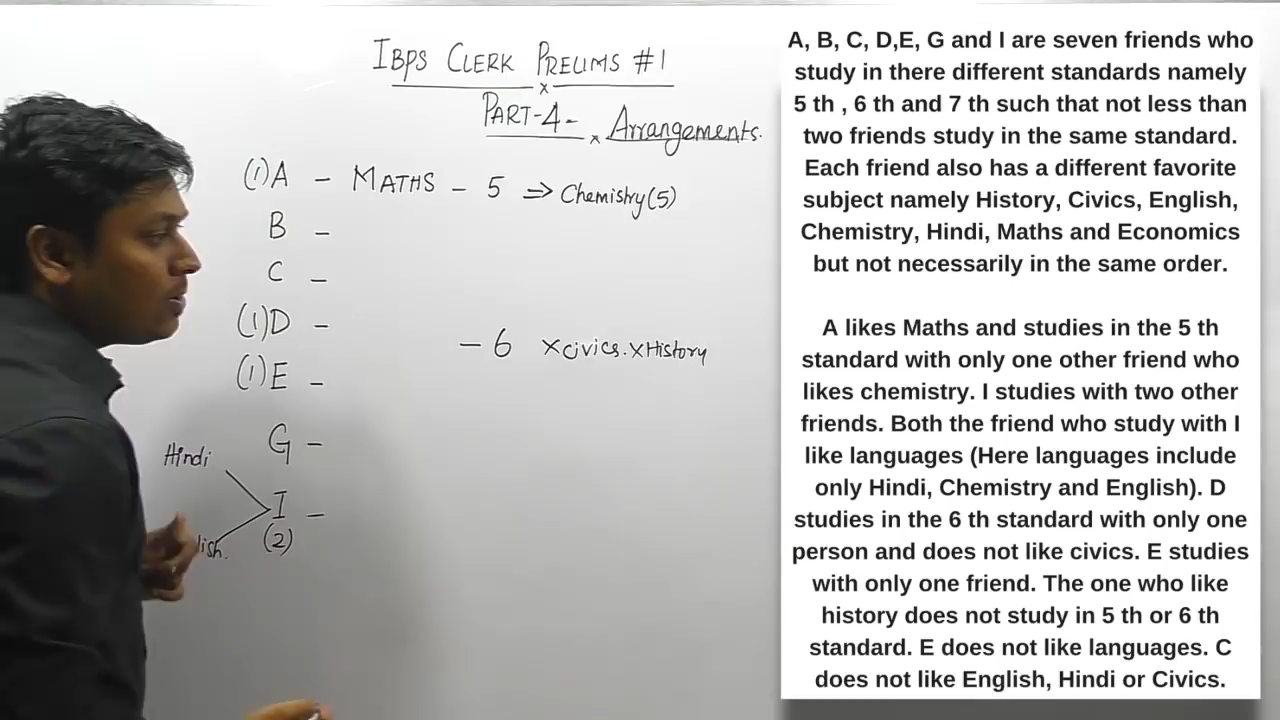 IBPS CLERK PRELIMS #1
PART-4- Arrangements.
(1)A - MATHS - 5 => Chemistry(5)
B -
C -
(1)D - - 6 xCivics. xHistory
(1)E -
G -
Hindi
I -
lish.
(2)
A, B, C, D,E, G and I are seven friends who
study in there different standards namely
5 th , 6 th and 7 th such that not less than
two friends study in the same standard.
Each friend also has a different favorite
subject namely History, Civics, English,
Chemistry, Hindi, Maths and Economics
but not necessarily in the same order.
A likes Maths and studies in the 5 th
standard with only one other friend who
likes chemistry. I studies with two other
friends. Both the friend who study with I
like languages (Here languages include
only Hindi, Chemistry and English). D
studies in the 6 th standard with only one
person and does not like civics. E studies
with only one friend. The one who like
history does not study in 5 th or 6 th
standard. E does not like languages. C
does not like English, Hindi or Civics.